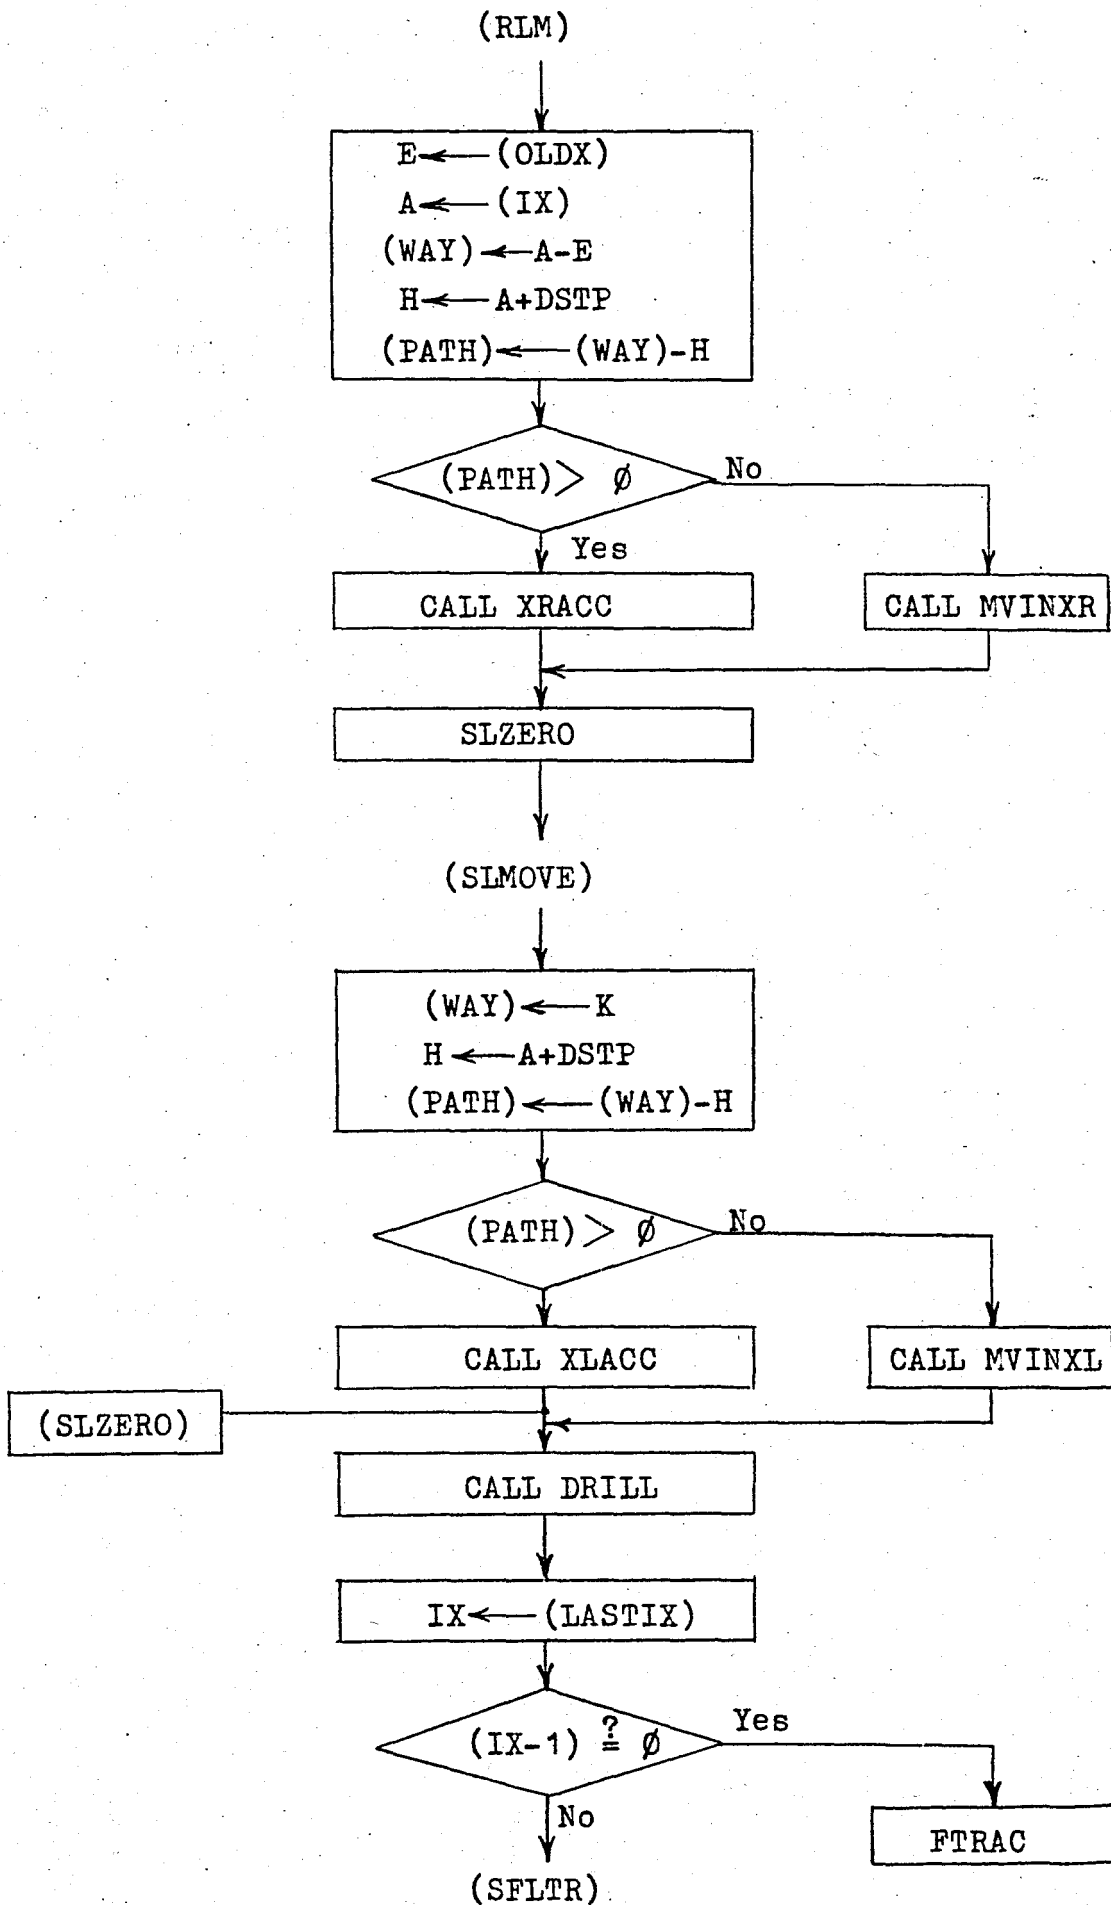 (RLM)
E←(OLDX)
A←(IX)
(WAY)←A-E
H←A+DSTP
(PATH)←(WAY)-H
(PATH)> ø
No
Yes
CALL XRACC
CALL MVINXR
SLZERO
(SLMOVE)
(WAY)←K
H←A+DSTP
(PATH)←(WAY)-H
(PATH)> ø
No
CALL XLACC
CALL MVINXL
(SLZERO)
CALL DRILL
IX←(LASTIX)
(IX-1) ≟ ø
Yes
No
FTRAC
(SFLTR)